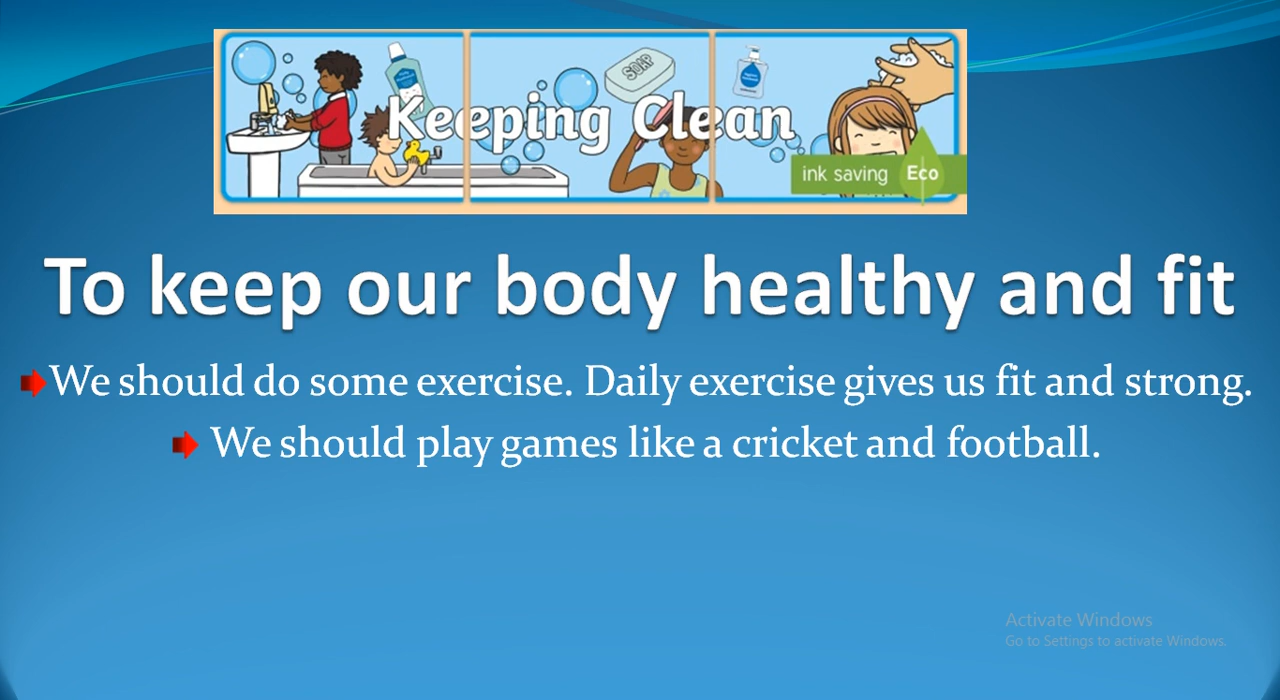 SOAP
Keeping Clean
ink saving Eco
To keep our body healthy and fit
We should do some exercise. Daily exercise gives us fit and strong.
We should play games like a cricket and football.
Activate Windows
Go to Settings to activate Windows.